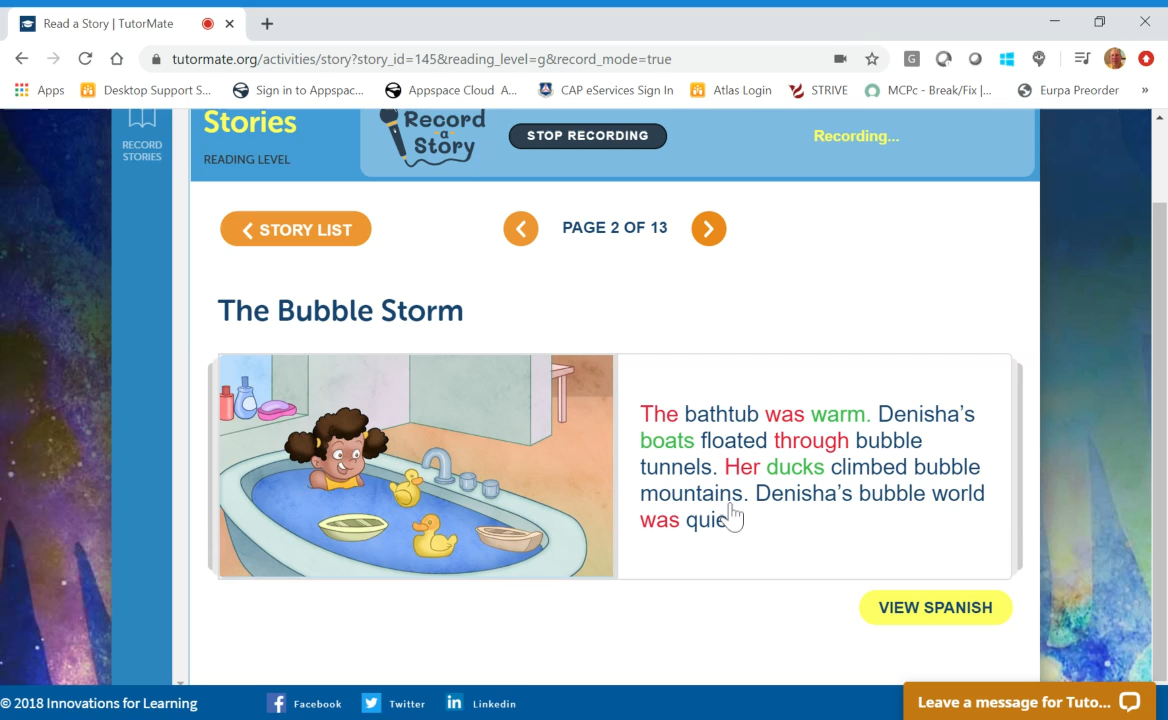 Read a Story | TutorMate
tutormate.org/activities/story?story_id=145&reading_level=g&record_mode=true
Apps
Desktop Support S...
Sign in to Appspac...
Appspace Cloud A...
CAP eServices Sign In
Atlas Login
STRIVE
MCPc - Break/Fix |...
Eurpa Preorder
»
RECORD
STORIES
Stories
READING LEVEL
Record
a
Story
STOP RECORDING
Recording...
STORY LIST
PAGE 2 OF 13
The Bubble Storm
The bathtub was warm. Denisha's
boats floated through bubble
tunnels. Her ducks climbed bubble
mountains. Denisha's bubble world
was
VIEW SPANISH
© 2018 Innovations for Learning
Facebook
Twitter
in Linkedin
Leave a message for Tuto...